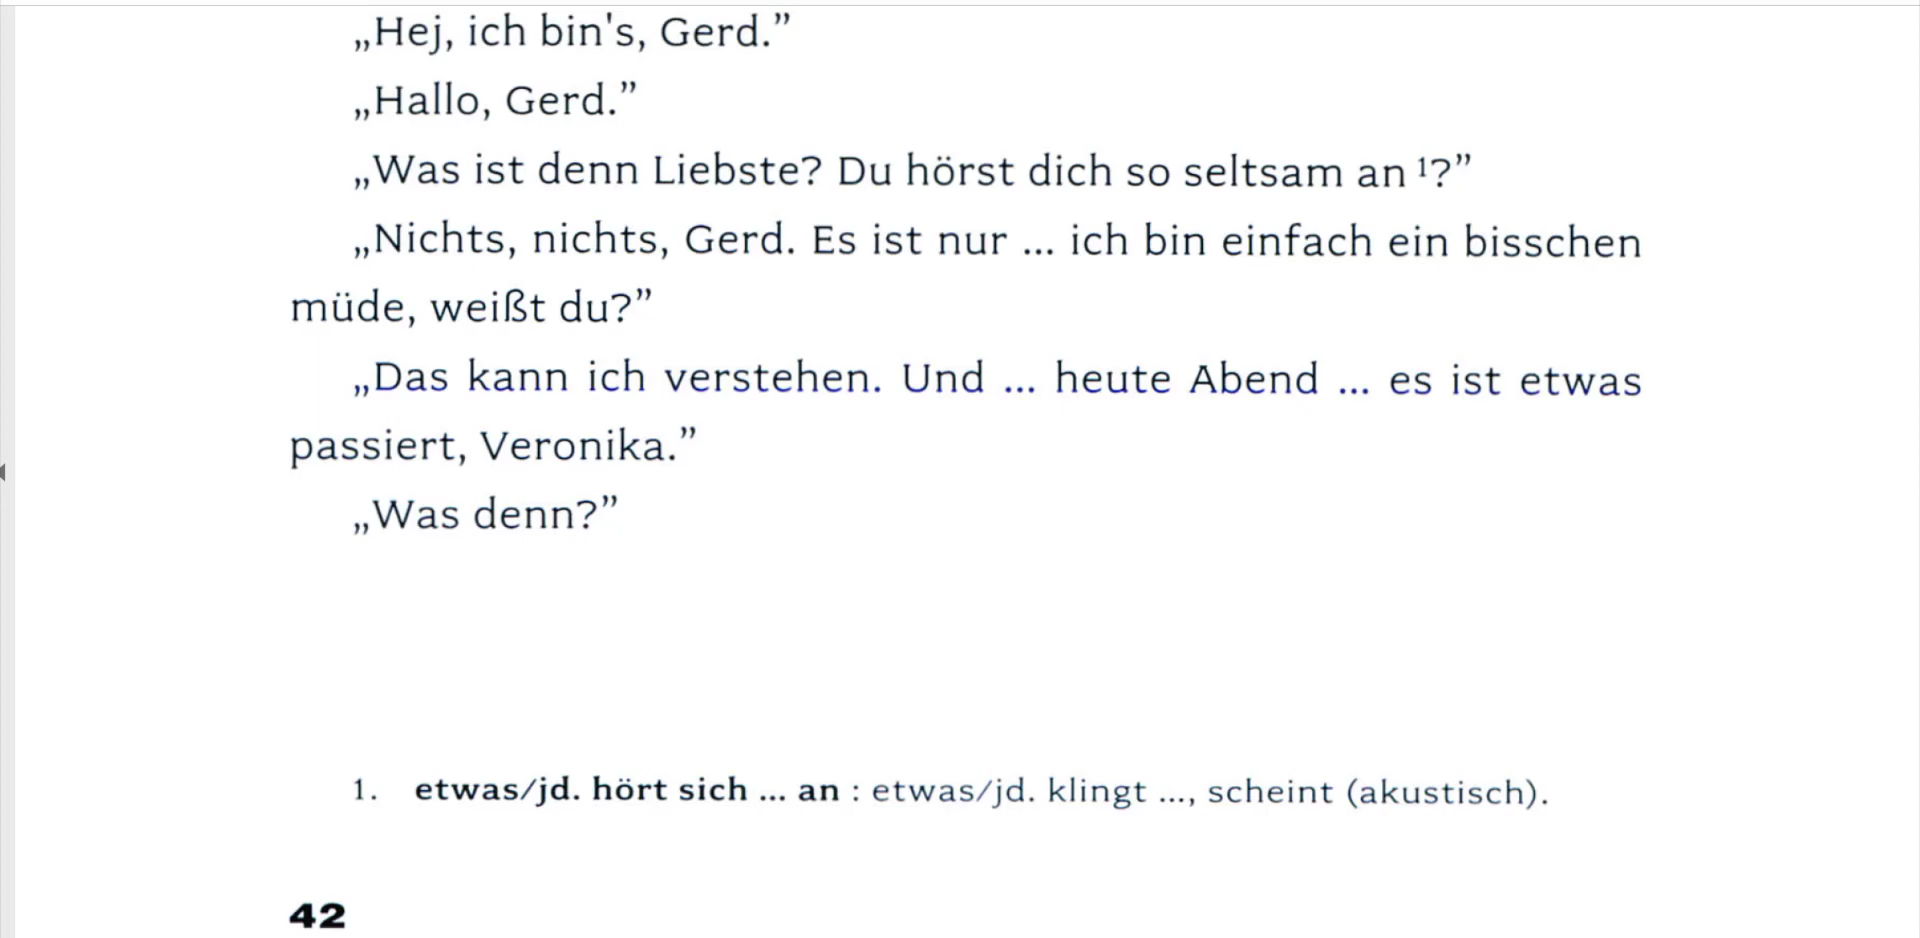 „Hej, ich bin's, Gerd.”
„Hallo, Gerd.”
„Was ist denn Liebste? Du hörst dich so seltsam an ¹?”
„Nichts, nichts, Gerd. Es ist nur ... ich bin einfach ein bisschen
müde, weißt du?”
„Das kann ich verstehen. Und ... heute Abend ... es ist etwas
passiert, Veronika.”
„Was denn?”
1. etwas/jd. hört sich ... an : etwas/jd. klingt ..., scheint (akustisch).
42